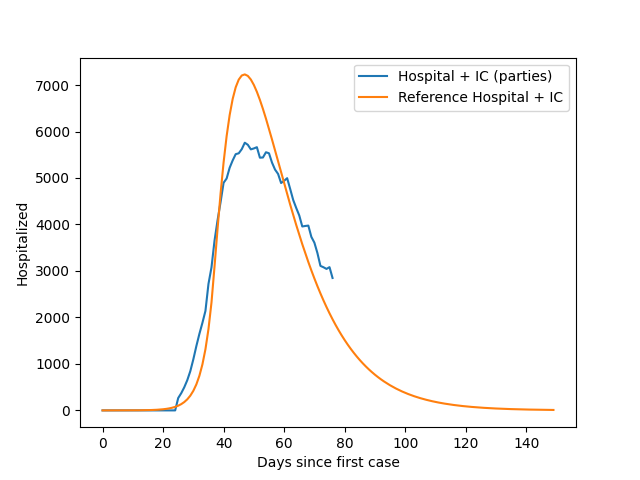 Hospital + IC (parties)
Reference Hospital + IC
7000
6000
5000
4000
3000
2000
1000
0
Hospitalized
0 20 40 60 80 100 120 140
Days since first case